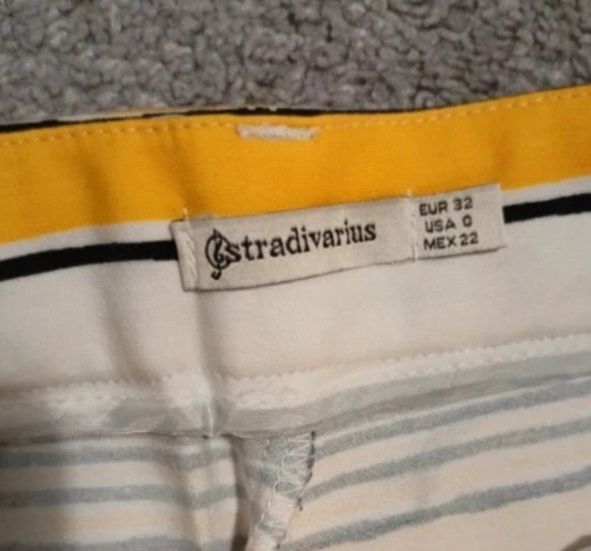 stradivarius
EUR 32
USA 0
MEX 22